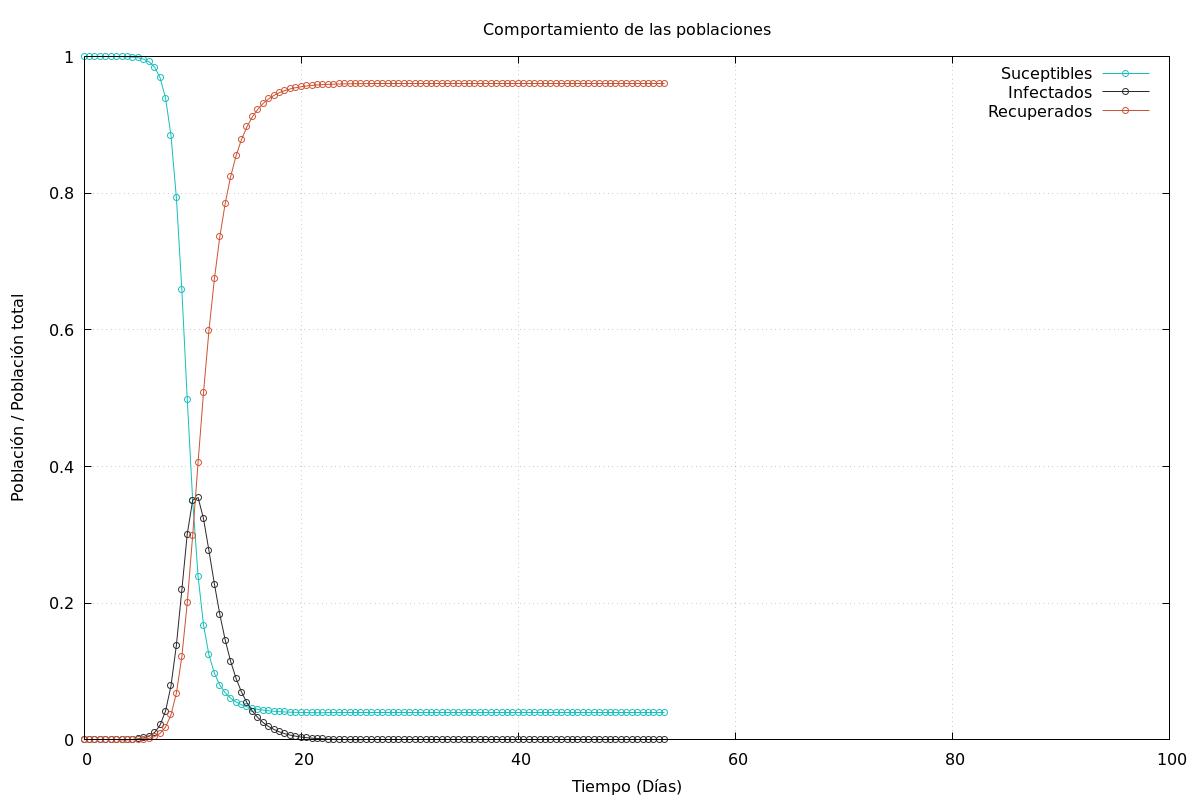 Comportamiento de las poblaciones
1
0.8
0.6
0.4
0.2
0
Población / Población total
Suceptibles
Infectados
Recuperados
0 20 40 60 80 100
Tiempo (Días)